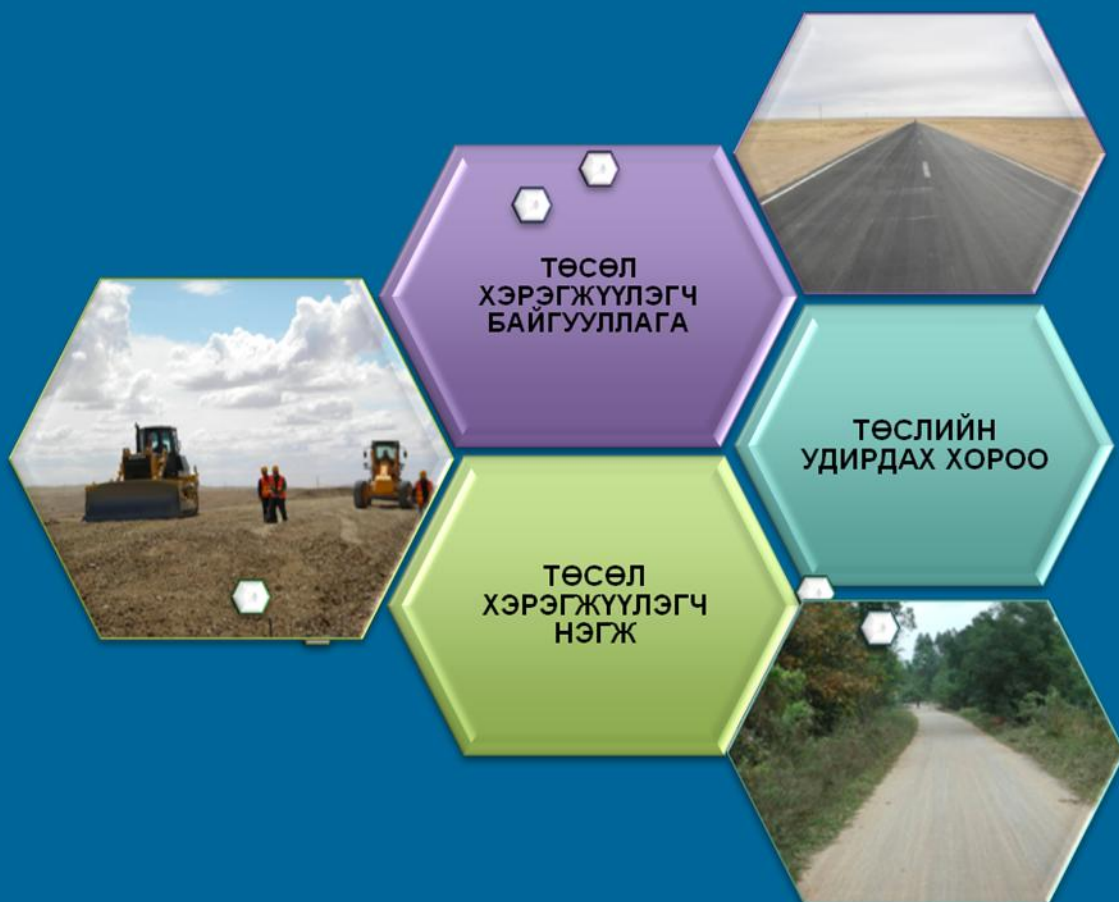 ТӨСӨЛ
ХЭРЭГЖҮҮЛЭГЧ
БАЙГУУЛЛАГА
ТӨСЛИЙН
УДИРДАХ ХОРОО
ТӨСӨЛ
ХЭРЭГЖҮҮЛЭГЧ
НЭГЖ